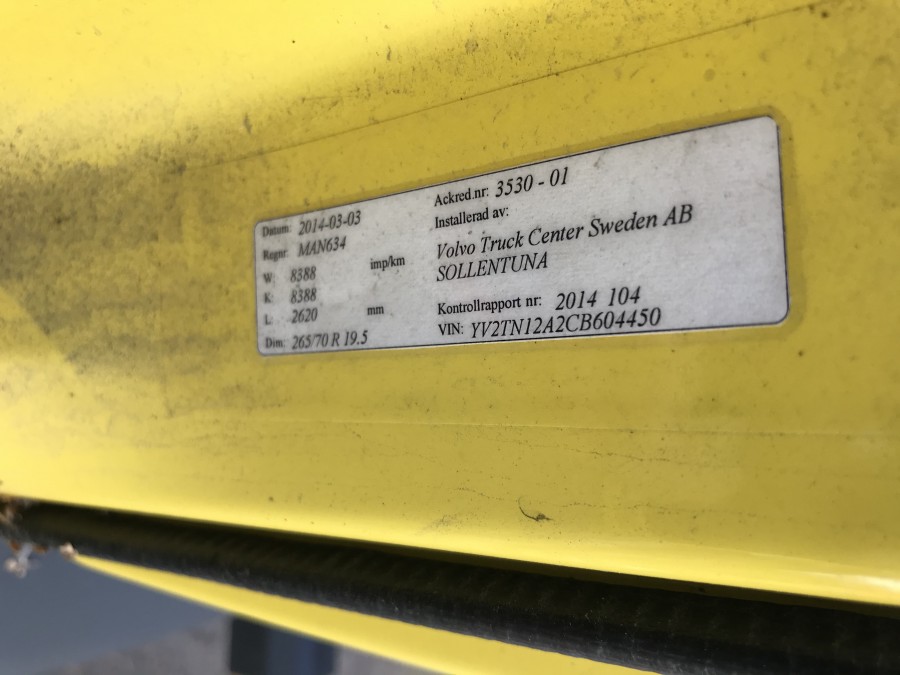 Datum: 2014-03-03
Regnr: MAN634
W: 8388 imp/km
K: 8388
L: 2620 mm
Dim: 265/70 R 19.5
Ackred.nr: 3530 - 01
Installerad av:
Volvo Truck Center Sweden AB
SOLLENTUNA
Kontrollrapport nr: 2014 104
VIN: YV2TN12A2CB604450